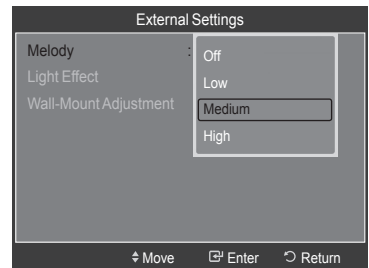 External Settings
Melody :
Off
Low
Medium
High
Light Effect
Wall-Mount Adjustment
Move Enter Return